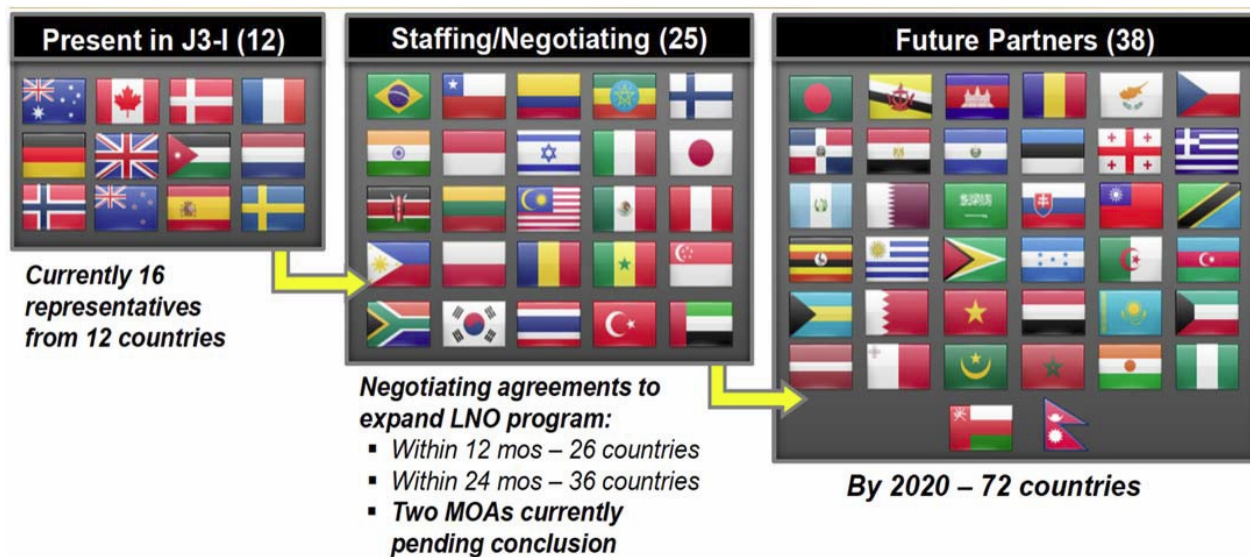 Present in J3-I (12)
Currently 16
representatives
from 12 countries
Staffing/Negotiating (25)
Negotiating agreements to
expand LNO program:
▪ Within 12 mos – 26 countries
▪ Within 24 mos – 36 countries
▪ Two MOAs currently
pending conclusion
Future Partners (38)
By 2020 – 72 countries